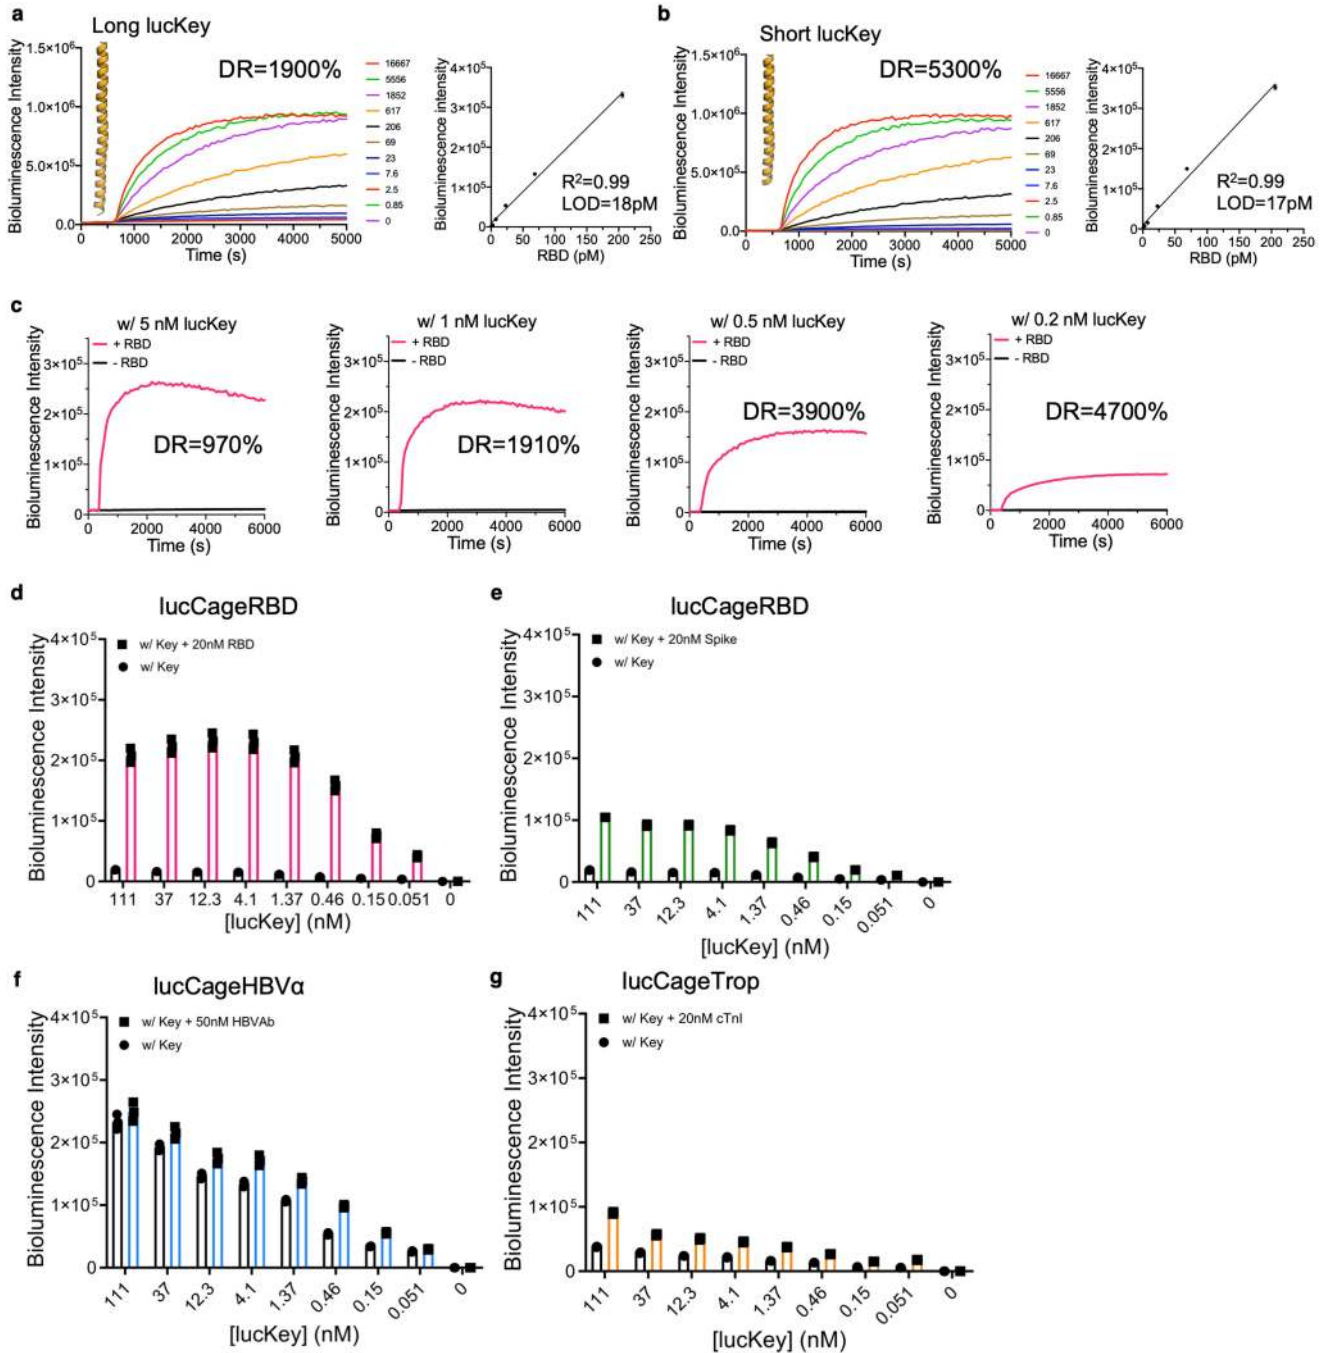 a
Long lucKey
Bioluminescence Intensity
1.5×10⁶
1.0×10⁶
5.0×10⁵
0.0
DR=1900%
0 1000 2000 3000 4000 5000
Time (s)
16667
5556
1852
617
206
69
23
7.6
2.5
0.85
0
Bioluminescence Intensity
4×10⁵
3×10⁵
2×10⁵
1×10⁵
0
R²=0.99
LOD=18pM
0 50 100 150 200 250
RBD (pM)
b
Short lucKey
Bioluminescence Intensity
1.5×10⁶
1.0×10⁶
5.0×10⁵
0.0
DR=5300%
0 1000 2000 3000 4000 5000
Time (s)
16667
5556
1852
617
206
69
23
7.6
2.5
0.85
0
Bioluminescence intensity
4×10⁵
3×10⁵
2×10⁵
1×10⁵
0
R²=0.99
LOD=17pM
0 50 100 150 200 250
RBD (pM)
c
w/ 5 nM lucKey
+ RBD
- RBD
Bioluminescence Intensity
3×10⁵
2×10⁵
1×10⁵
0
DR=970%
0 2000 4000 6000
Time (s)
w/ 1 nM lucKey
+ RBD
- RBD
Bioluminescence Intensity
3×10⁵
2×10⁵
1×10⁵
0
DR=1910%
0 2000 4000 6000
Time (s)
w/ 0.5 nM lucKey
+ RBD
- RBD
Bioluminescence Intensity
3×10⁵
2×10⁵
1×10⁵
0
DR=3900%
0 2000 4000 6000
Time (s)
w/ 0.2 nM lucKey
+ RBD
- RBD
Bioluminescence Intensity
3×10⁵
2×10⁵
1×10⁵
0
DR=4700%
0 2000 4000 6000
Time (s)
d
lucCageRBD
w/ Key + 20nM RBD
w/ Key
Bioluminescence Intensity
4×10⁵
3×10⁵
2×10⁵
1×10⁵
0
111 37 12.3 4.1 1.37 0.46 0.15 0.051 0
[lucKey] (nM)
e
lucCageRBD
w/ Key + 20nM Spike
w/ Key
Bioluminescence Intensity
4×10⁵
3×10⁵
2×10⁵
1×10⁵
0
111 37 12.3 4.1 1.37 0.46 0.15 0.051 0
[lucKey] (nM)
f
lucCageHBVα
w/ Key + 50nM HBVAb
w/ Key
Bioluminescence Intensity
4×10⁵
3×10⁵
2×10⁵
1×10⁵
0
111 37 12.3 4.1 1.37 0.46 0.15 0.051 0
[lucKey] (nM)
g
lucCageTrop
w/ Key + 20nM cTnI
w/ Key
Bioluminescence Intensity
4×10⁵
3×10⁵
2×10⁵
1×10⁵
0
111 37 12.3 4.1 1.37 0.46 0.15 0.051 0
[lucKey] (nM)